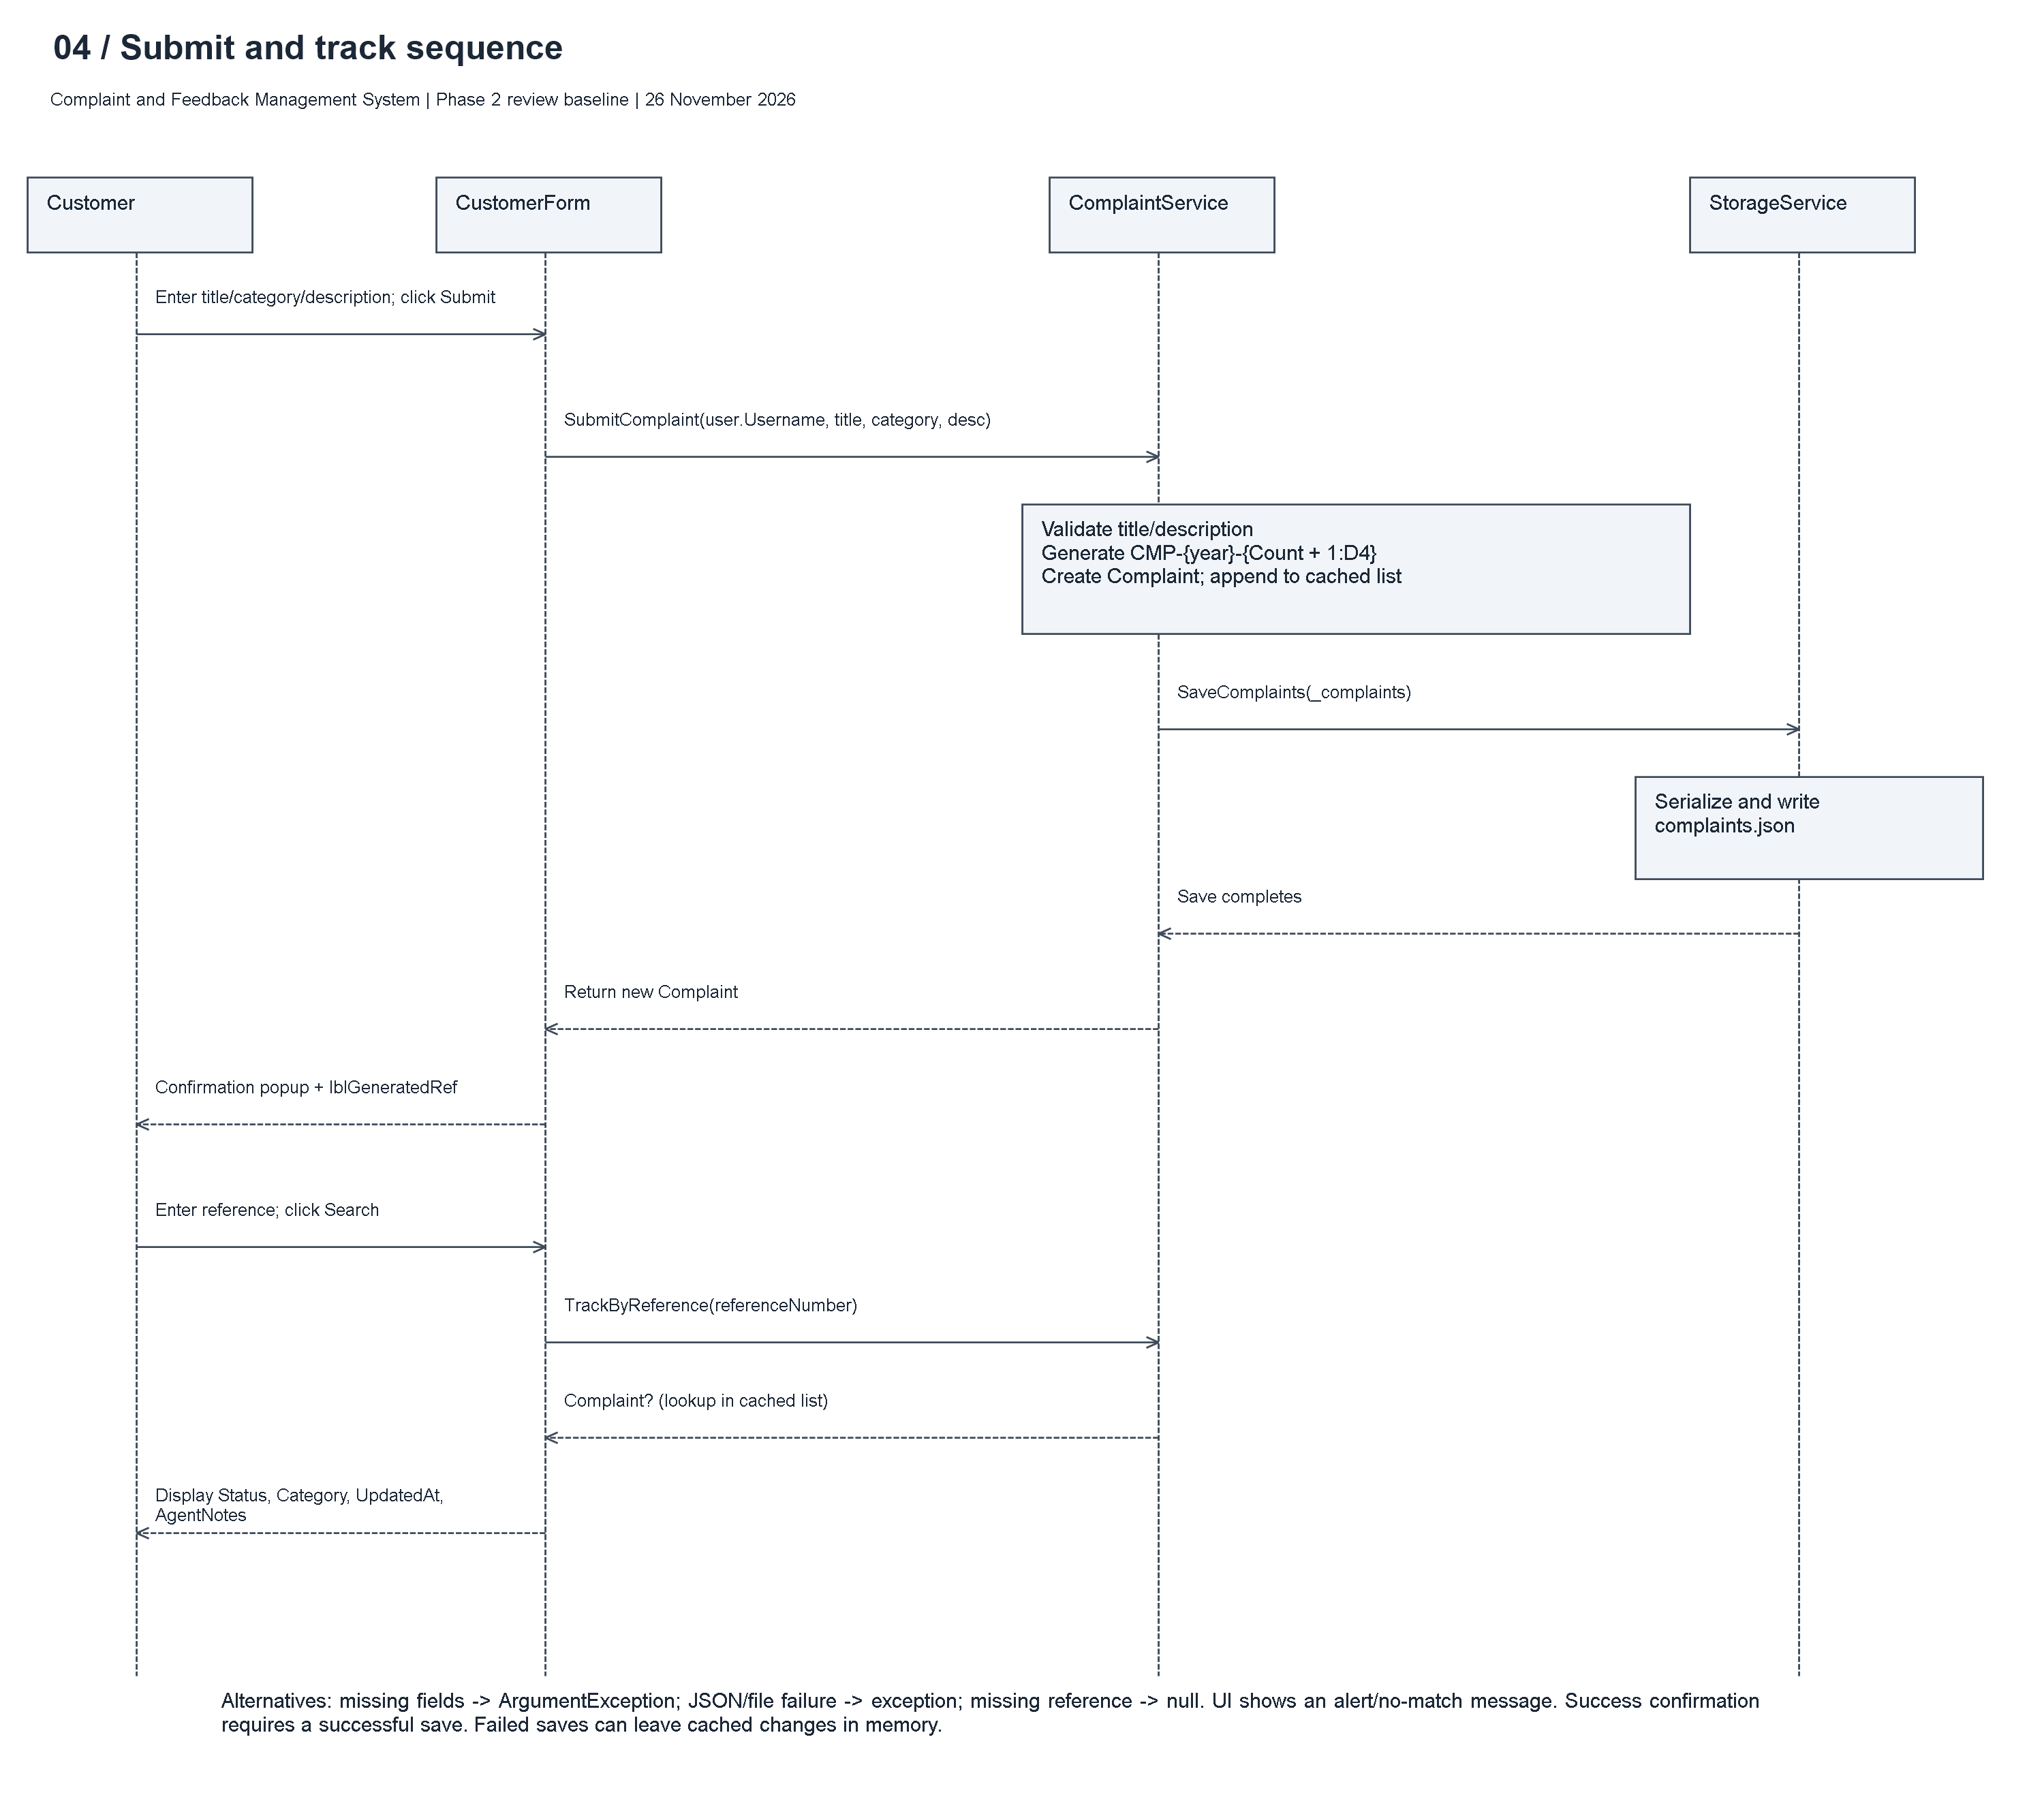 04 / Submit and track sequence
Complaint and Feedback Management System | Phase 2 review baseline | 26 November 2026
Customer
CustomerForm
ComplaintService
StorageService
Enter title/category/description; click Submit
SubmitComplaint(user.Username, title, category, desc)
Validate title/description
Generate CMP-{year}-{Count + 1:D4}
Create Complaint; append to cached list
SaveComplaints(_complaints)
Serialize and write
complaints.json
Save completes
Return new Complaint
Confirmation popup + lblGeneratedRef
Enter reference; click Search
TrackByReference(referenceNumber)
Complaint? (lookup in cached list)
Display Status, Category, UpdatedAt,
AgentNotes
Alternatives: missing fields -> ArgumentException; JSON/file failure -> exception; missing reference -> null. UI shows an alert/no-match message. Success confirmation
requires a successful save. Failed saves can leave cached changes in memory.